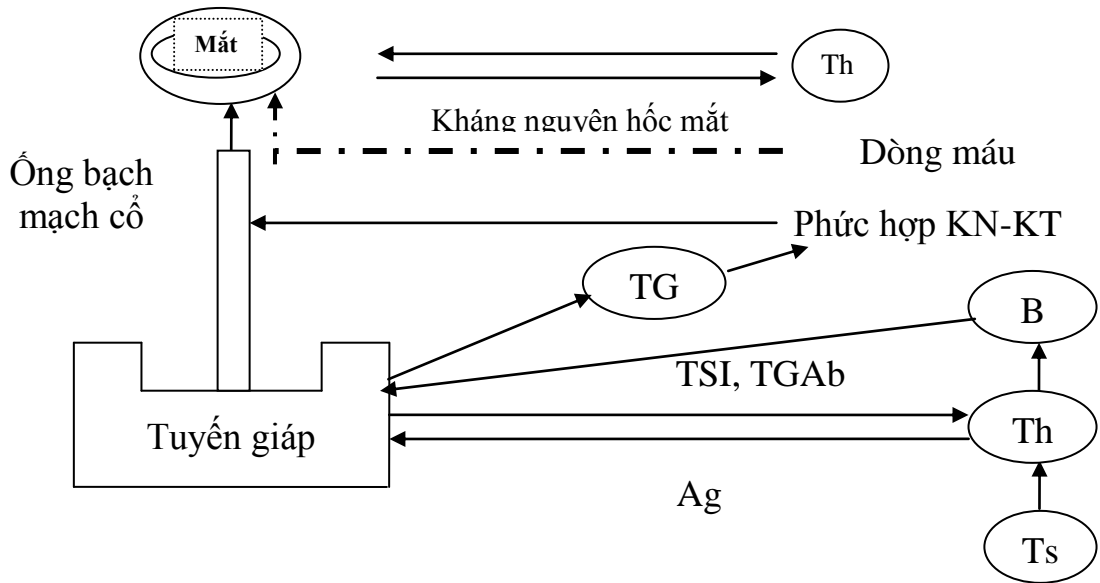 Mắt
Th
Kháng nguyên hốc mắt
Dòng máu
Ống bạch
mạch cổ
Phức hợp KN-KT
TG
B
TSI, TGAb
Tuyến giáp
Th
Ag
Ts